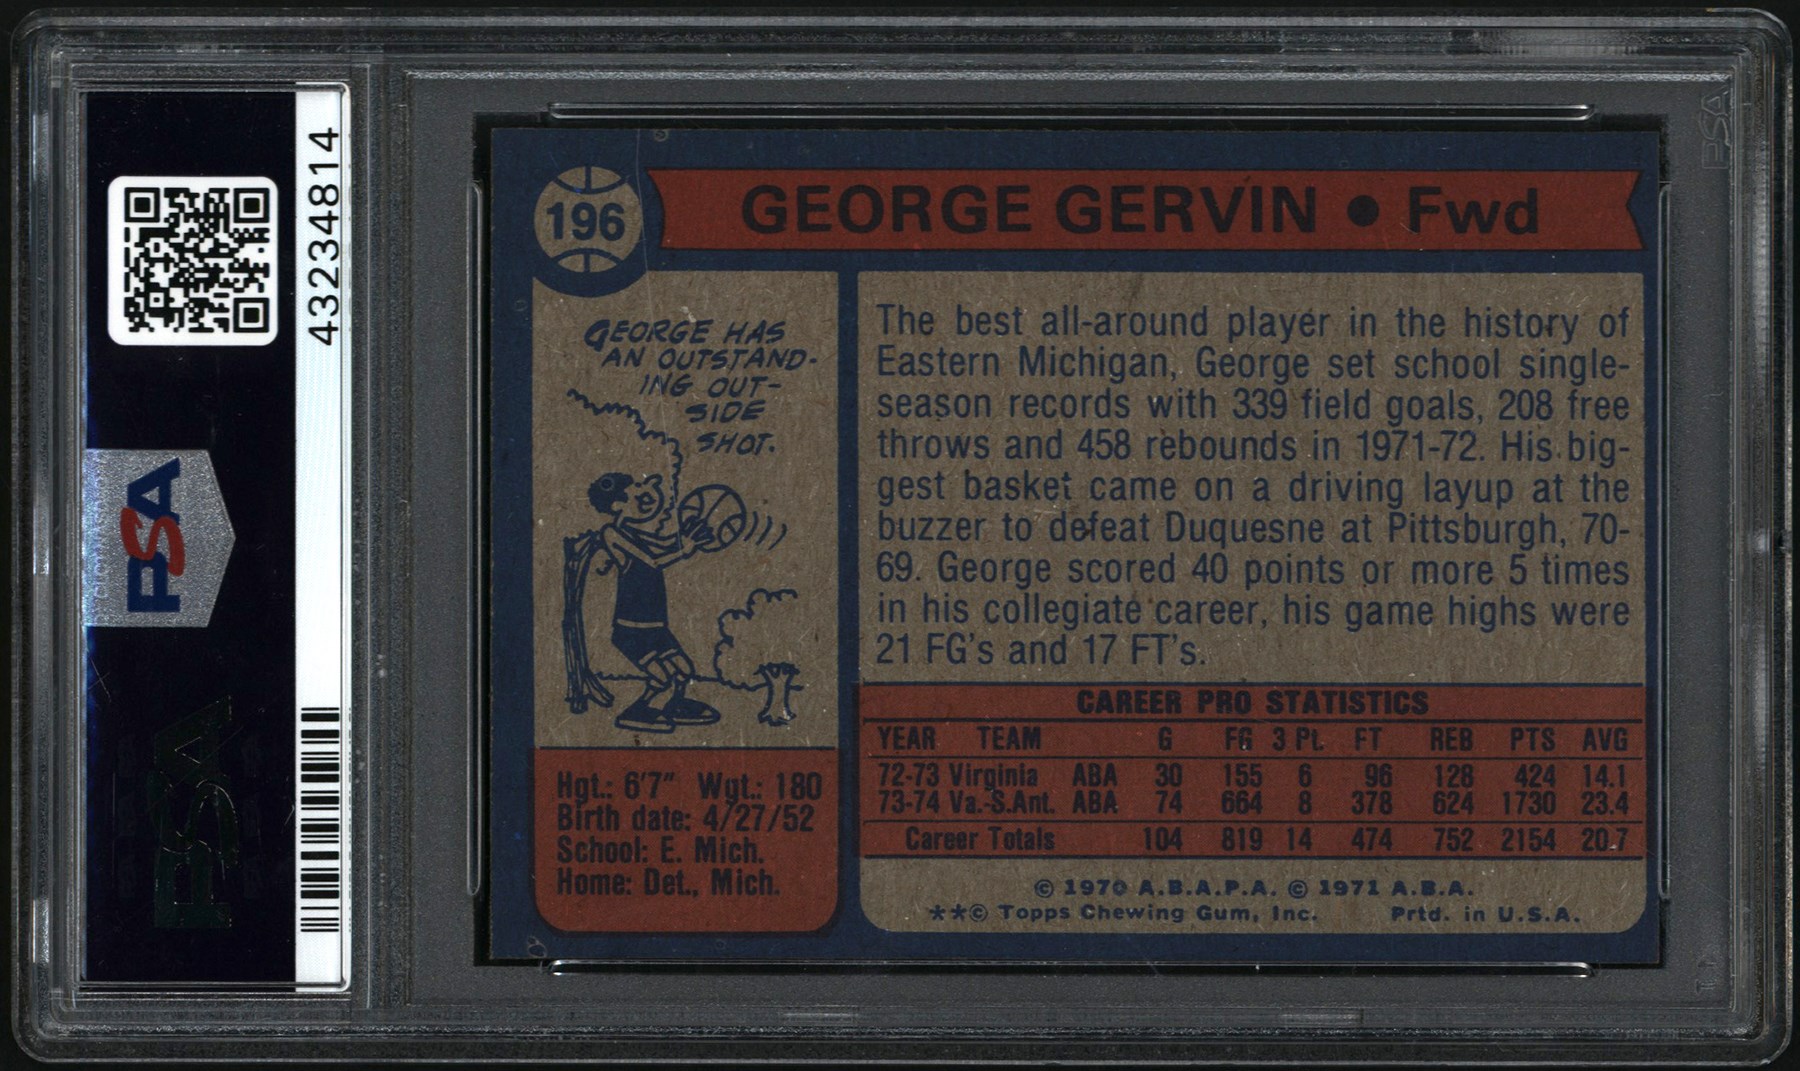 43234814
PSA
PSA
PSA
196
GEORGE GERVIN ● Fwd
GEORGE HAS
AN OUTSTAND-
ING OUT-
SIDE
SHOT.
The best all-around player in the history of
Eastern Michigan, George set school single-
season records with 339 field goals, 208 free
throws and 458 rebounds in 1971-72. His big-
gest basket came on a driving layup at the
buzzer to defeat Duquesne at Pittsburgh, 70-
69. George scored 40 points or more 5 times
in his collegiate career, his game highs were
21 FG's and 17 FT's.
Hgt.: 6'7" Wgt.: 180
Birth date: 4/27/52
School: E. Mich.
Home: Det., Mich.
CAREER PRO STATISTICS
YEAR TEAM G FG 3 Pt. FT REB PTS AVG
72-73 Virginia ABA 30 155 6 96 128 424 14.1
73-74 Va.-S.Ant. ABA 74 664 8 378 624 1730 23.4
Career Totals 104 819 14 474 752 2154 20.7
© 1970 A.B.A.P.A. © 1971 A.B.A.
**© Topps Chewing Gum, Inc. Prtd. in U.S.A.